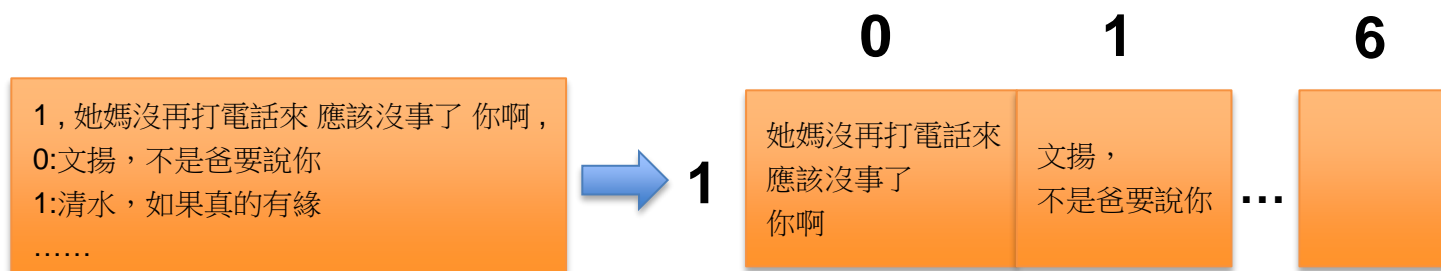 0 1 6
1 , 她媽沒再打電話來 應該沒事了 你啊 ,
0:文揚，不是爸要說你
1:清水，如果真的有緣
……
1
她媽沒再打電話來
應該沒事了
你啊
文揚，
不是爸要說你
…